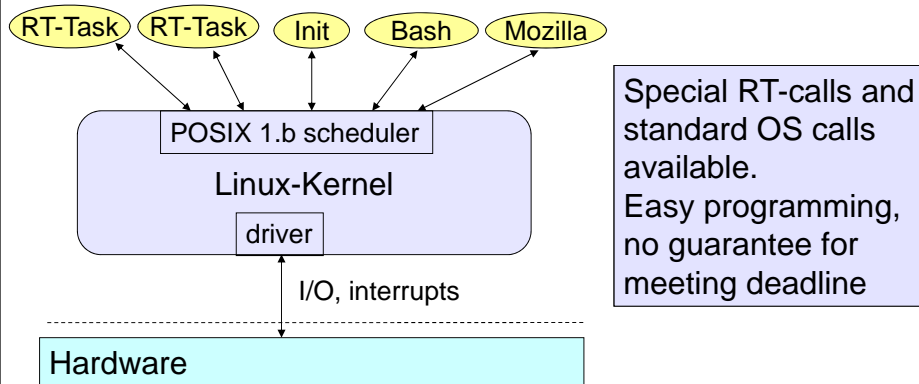 RT-Task RT-Task Init Bash Mozilla
POSIX 1.b scheduler
Linux-Kernel
driver
I/O, interrupts
Hardware
Special RT-calls and
standard OS calls
available.
Easy programming,
no guarantee for
meeting deadline